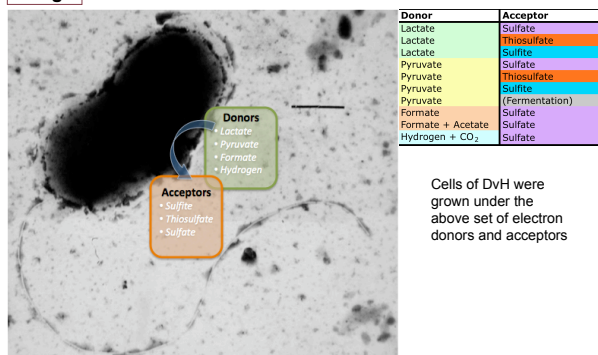 Donors
• Lactate
• Pyruvate
• Formate
• Hydrogen
Acceptors
• Sulfite
• Thiosulfate
• Sulfate
Donor Acceptor
Lactate Sulfate
Lactate Thiosulfate
Lactate Sulfite
Pyruvate Sulfate
Pyruvate Thiosulfate
Pyruvate Sulfite
Pyruvate (Fermentation)
Formate Sulfate
Formate + Acetate Sulfate
Hydrogen + CO₂ Sulfate
Cells of DvH were
grown under the
above set of electron
donors and acceptors